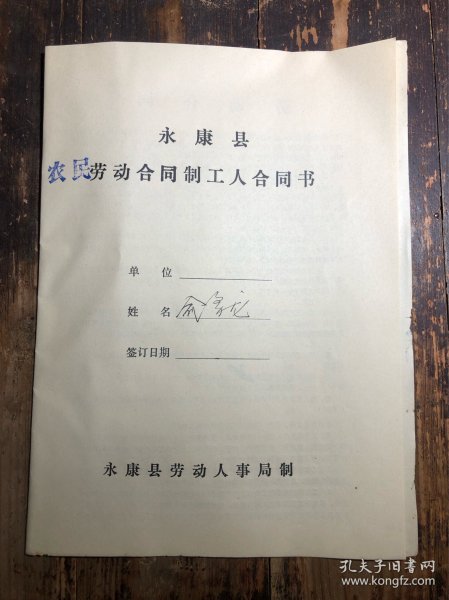 永康县
农民劳动合同制工人合同书
单 位
姓 名
签订日期
永康县劳动人事局制
孔夫子旧书网
www.kongfz.com